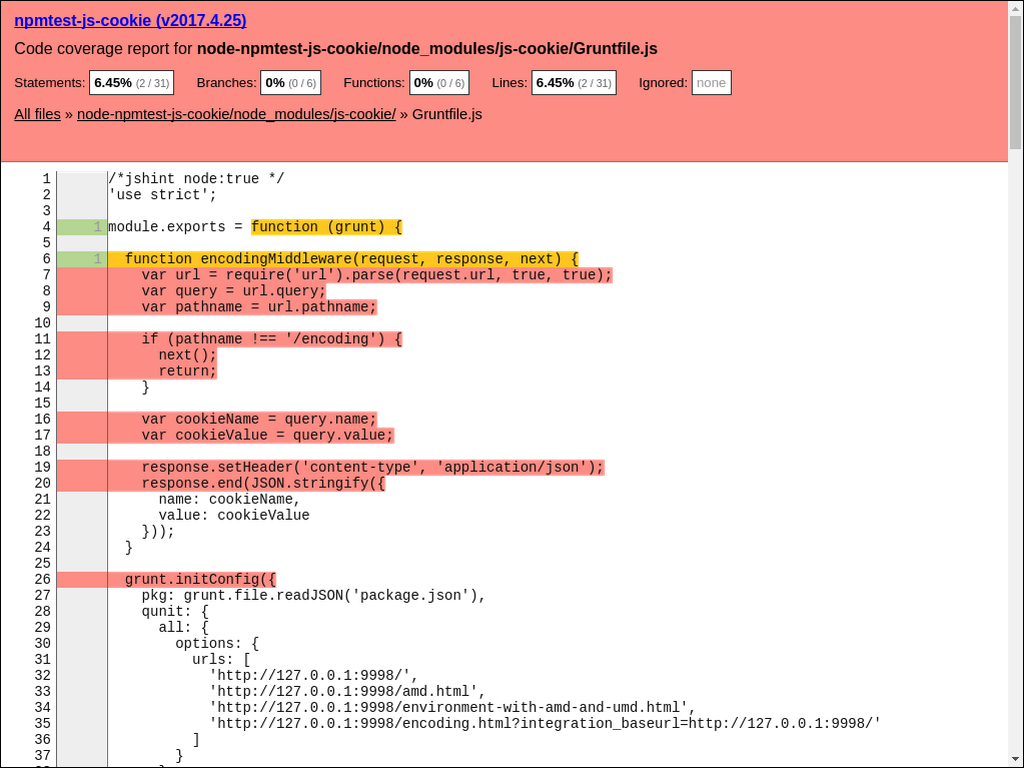 npmtest-js-cookie (v2017.4.25)
Code coverage report for node-npmtest-js-cookie/node_modules/js-cookie/Gruntfile.js
Statements: 6.45% (2 / 31) Branches: 0% (0 / 6) Functions: 0% (0 / 6) Lines: 6.45% (2 / 31) Ignored: none
All files » node-npmtest-js-cookie/node_modules/js-cookie/ » Gruntfile.js
1 /*jshint node:true */
2 'use strict';
3
4 1 module.exports = function (grunt) {
5
6 1   function encodingMiddleware(request, response, next) {
7     var url = require('url').parse(request.url, true, true);
8     var query = url.query;
9     var pathname = url.pathname;
10
11     if (pathname !== '/encoding') {
12       next();
13       return;
14     }
15
16     var cookieName = query.name;
17     var cookieValue = query.value;
18
19     response.setHeader('content-type', 'application/json');
20     response.end(JSON.stringify({
21       name: cookieName,
22       value: cookieValue
23     }));
24   }
25
26   grunt.initConfig({
27     pkg: grunt.file.readJSON('package.json'),
28     qunit: {
29       all: {
30         options: {
31           urls: [
32             'http://127.0.0.1:9998/',
33             'http://127.0.0.1:9998/amd.html',
34             'http://127.0.0.1:9998/environment-with-amd-and-umd.html',
35             'http://127.0.0.1:9998/encoding.html?integration_baseurl=http://127.0.0.1:9998/'
36           ]
37         }